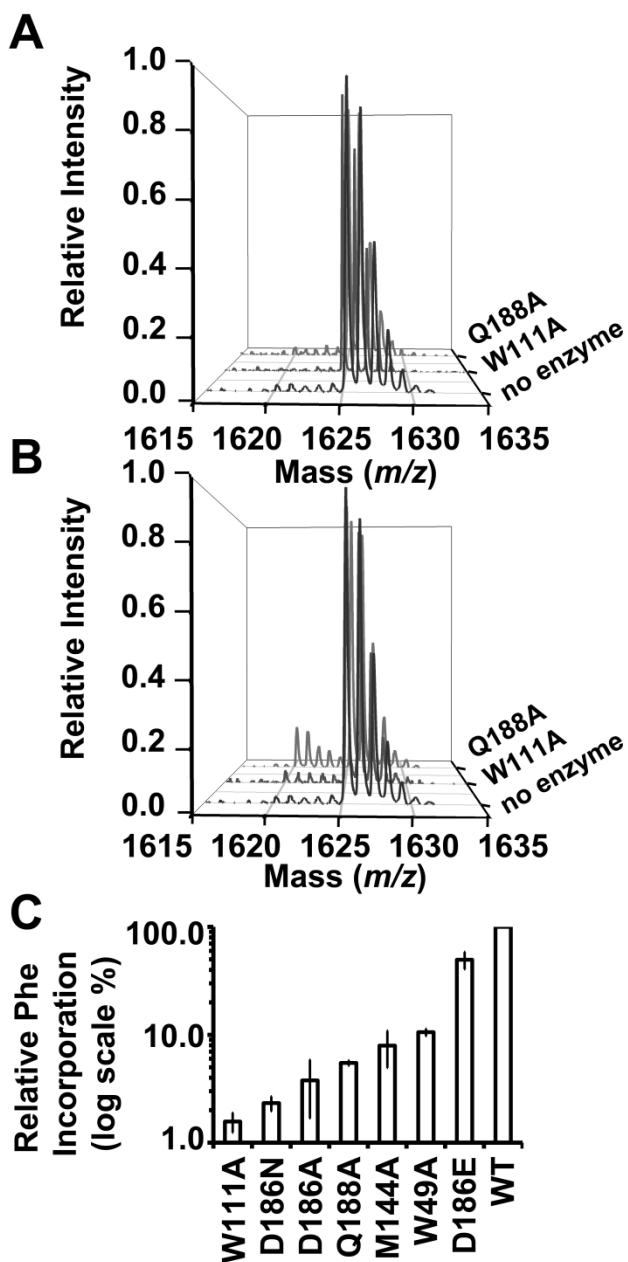 A
Relative Intensity
1.0
0.8
0.6
0.4
0.2
0.0
Q188A
W111A
no enzyme
1615 1620 1625 1630 1635
Mass (m/z)
B
Relative Intensity
1.0
0.8
0.6
0.4
0.2
0.0
Q188A
W111A
no enzyme
1615 1620 1625 1630 1635
Mass (m/z)
C
Relative Phe
Incorporation
(log scale %)
100.0
10.0
1.0
W111A
D186N
D186A
Q188A
M144A
W49A
D186E
WT